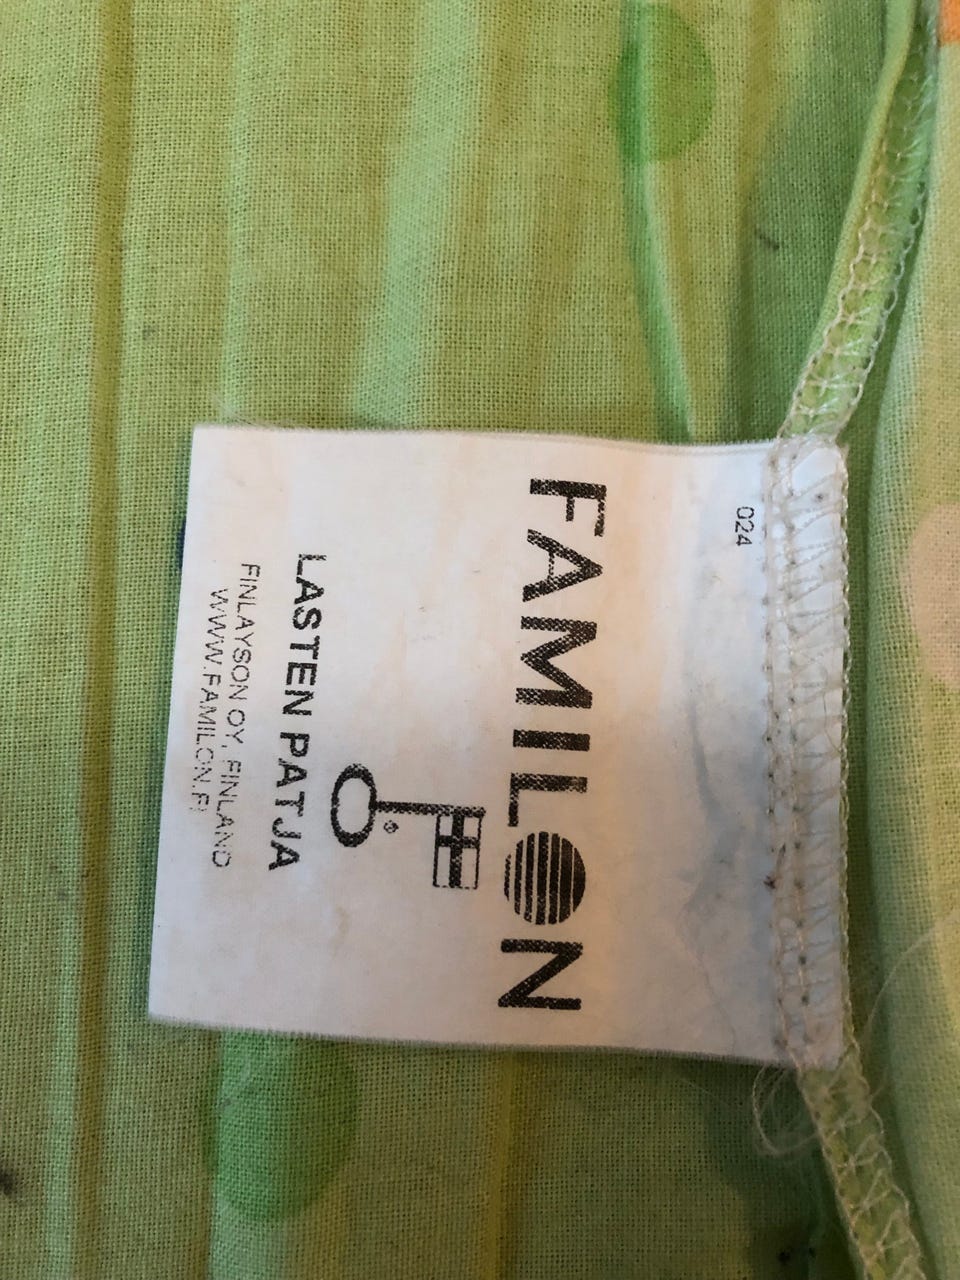 024
FAMILON
®
LASTEN PATJA
FINLAYSON OY, FINLAND
WWW.FAMILON.FI